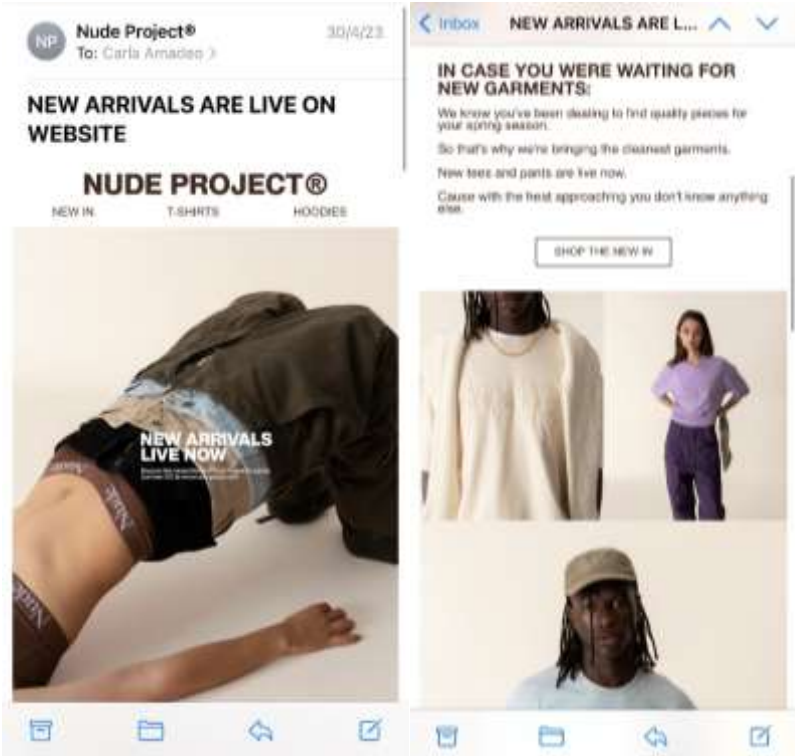 NP
Nude Project®
30/4/23
To: Carla Amadeo >
NEW ARRIVALS ARE LIVE ON
WEBSITE
NUDE PROJECT®
NEW IN
T-SHIRTS
HOODIES
NEW ARRIVALS
LIVE NOW
Nude
Nude
Inbox
NEW ARRIVALS ARE L...
IN CASE YOU WERE WAITING FOR
NEW GARMENTS:
We know you've been dealing to find quality pieces for
your spring season.
So that's why we're bringing the cleanest garments.
New tees and pants are live now.
Cause with the heat approaching you don't know anything
else.
SHOP THE NEW IN